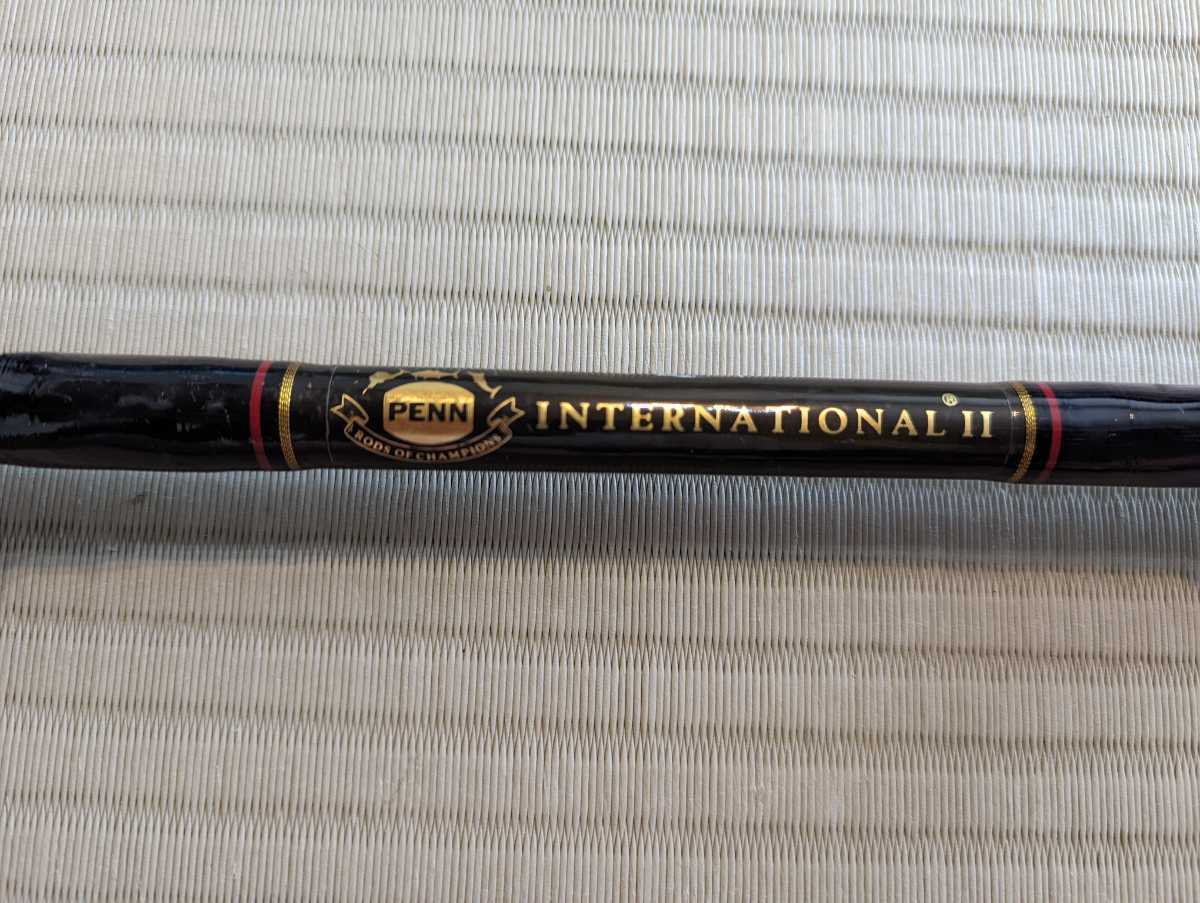 PENN
RODS OF CHAMPIONS
INTERNATIONAL® II